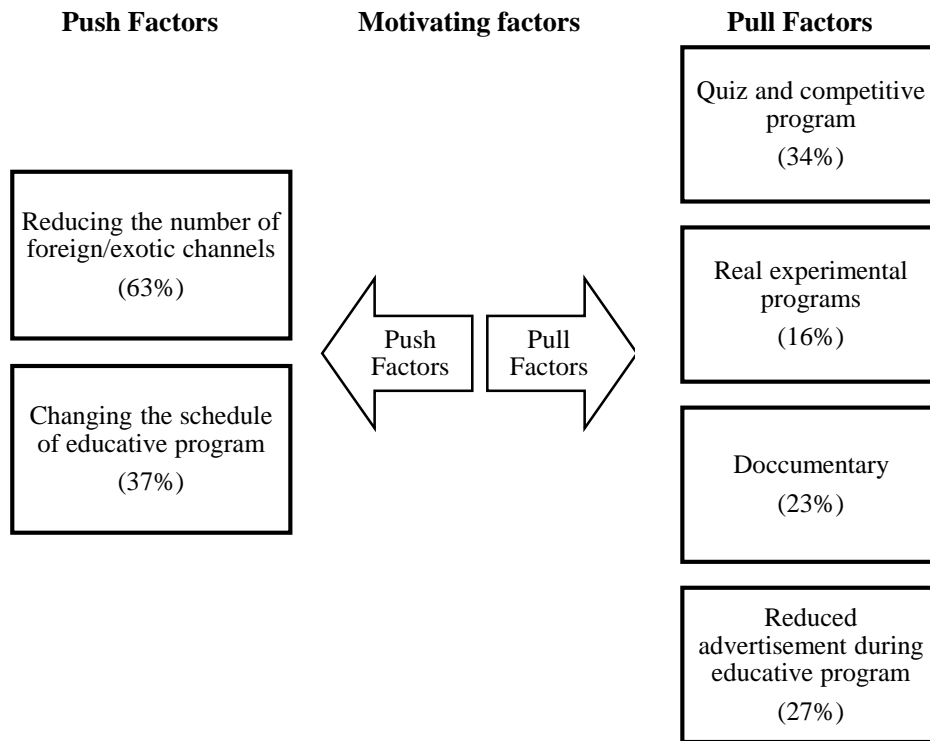 Push Factors
Motivating factors
Pull Factors
Reducing the number of
foreign/exotic channels
(63%)
Changing the schedule
of educative program
(37%)
Push
Factors
Pull
Factors
Quiz and competitive
program
(34%)
Real experimental
programs
(16%)
Doccumentary
(23%)
Reduced
advertisement during
educative program
(27%)